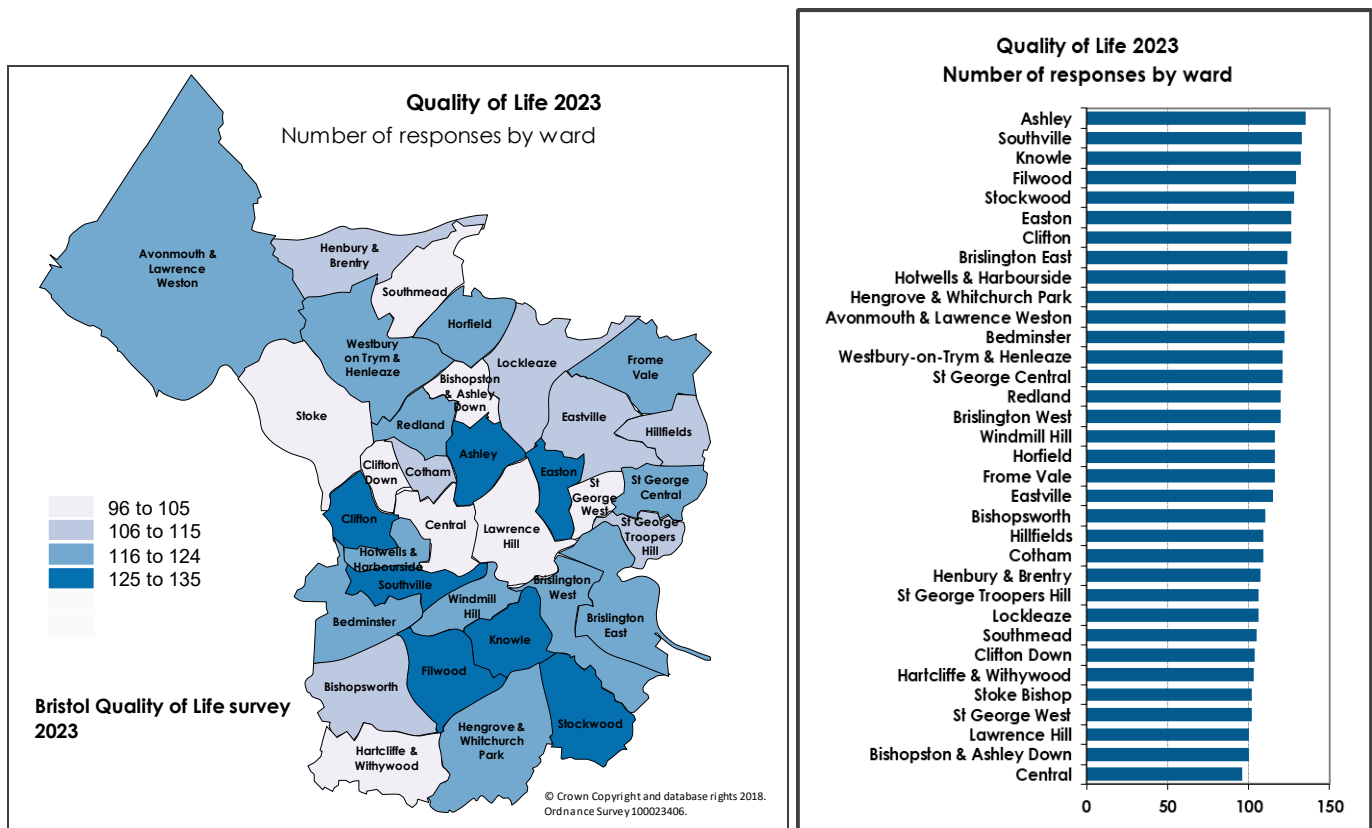 Quality of Life 2023
Number of responses by ward
Avonmouth &
Lawrence
Weston
Henbury &
Brentry
Southmead
Horfield
Westbury
on Trym &
Henleaze
Lockleaze
Frome
Vale
Bishopston
& Ashley
Down
Stoke
Eastville
Redland
Hillfields
Ashley
Clifton
Down
Cotham
Easton
St George
Central
St
George
West
Clifton
Central
Lawrence
Hill
St George
Troopers
Hill
Hotwells &
Harbourside
Southville
Brislington
West
Windmill
Hill
Bedminster
Brislington
East
Knowle
Filwood
Bishopsworth
Stockwood
Hengrove &
Whitchurch
Park
Hartcliffe &
Withywood
96 to 105
106 to 115
116 to 124
125 to 135
Bristol Quality of Life survey
2023
© Crown Copyright and database rights 2018.
Ordnance Survey 100023406.
Quality of Life 2023
Number of responses by ward
Ashley
Southville
Knowle
Filwood
Stockwood
Easton
Clifton
Brislington East
Hotwells & Harbourside
Hengrove & Whitchurch Park
Avonmouth & Lawrence Weston
Bedminster
Westbury-on-Trym & Henleaze
St George Central
Redland
Brislington West
Windmill Hill
Horfield
Frome Vale
Eastville
Bishopsworth
Hillfields
Cotham
Henbury & Brentry
St George Troopers Hill
Lockleaze
Southmead
Clifton Down
Hartcliffe & Withywood
Stoke Bishop
St George West
Lawrence Hill
Bishopston & Ashley Down
Central
0 50 100 150